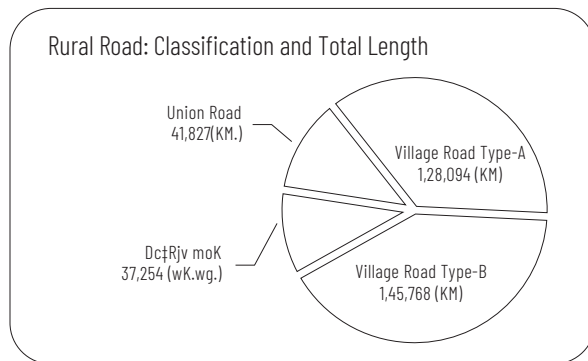 Rural Road: Classification and Total Length
Union Road
41,827(KM.)
Village Road Type-A
1,28,094 (KM)
Dc‡Rjv moK
37,254 (wK.wg.)
Village Road Type-B
1,45,768 (KM)